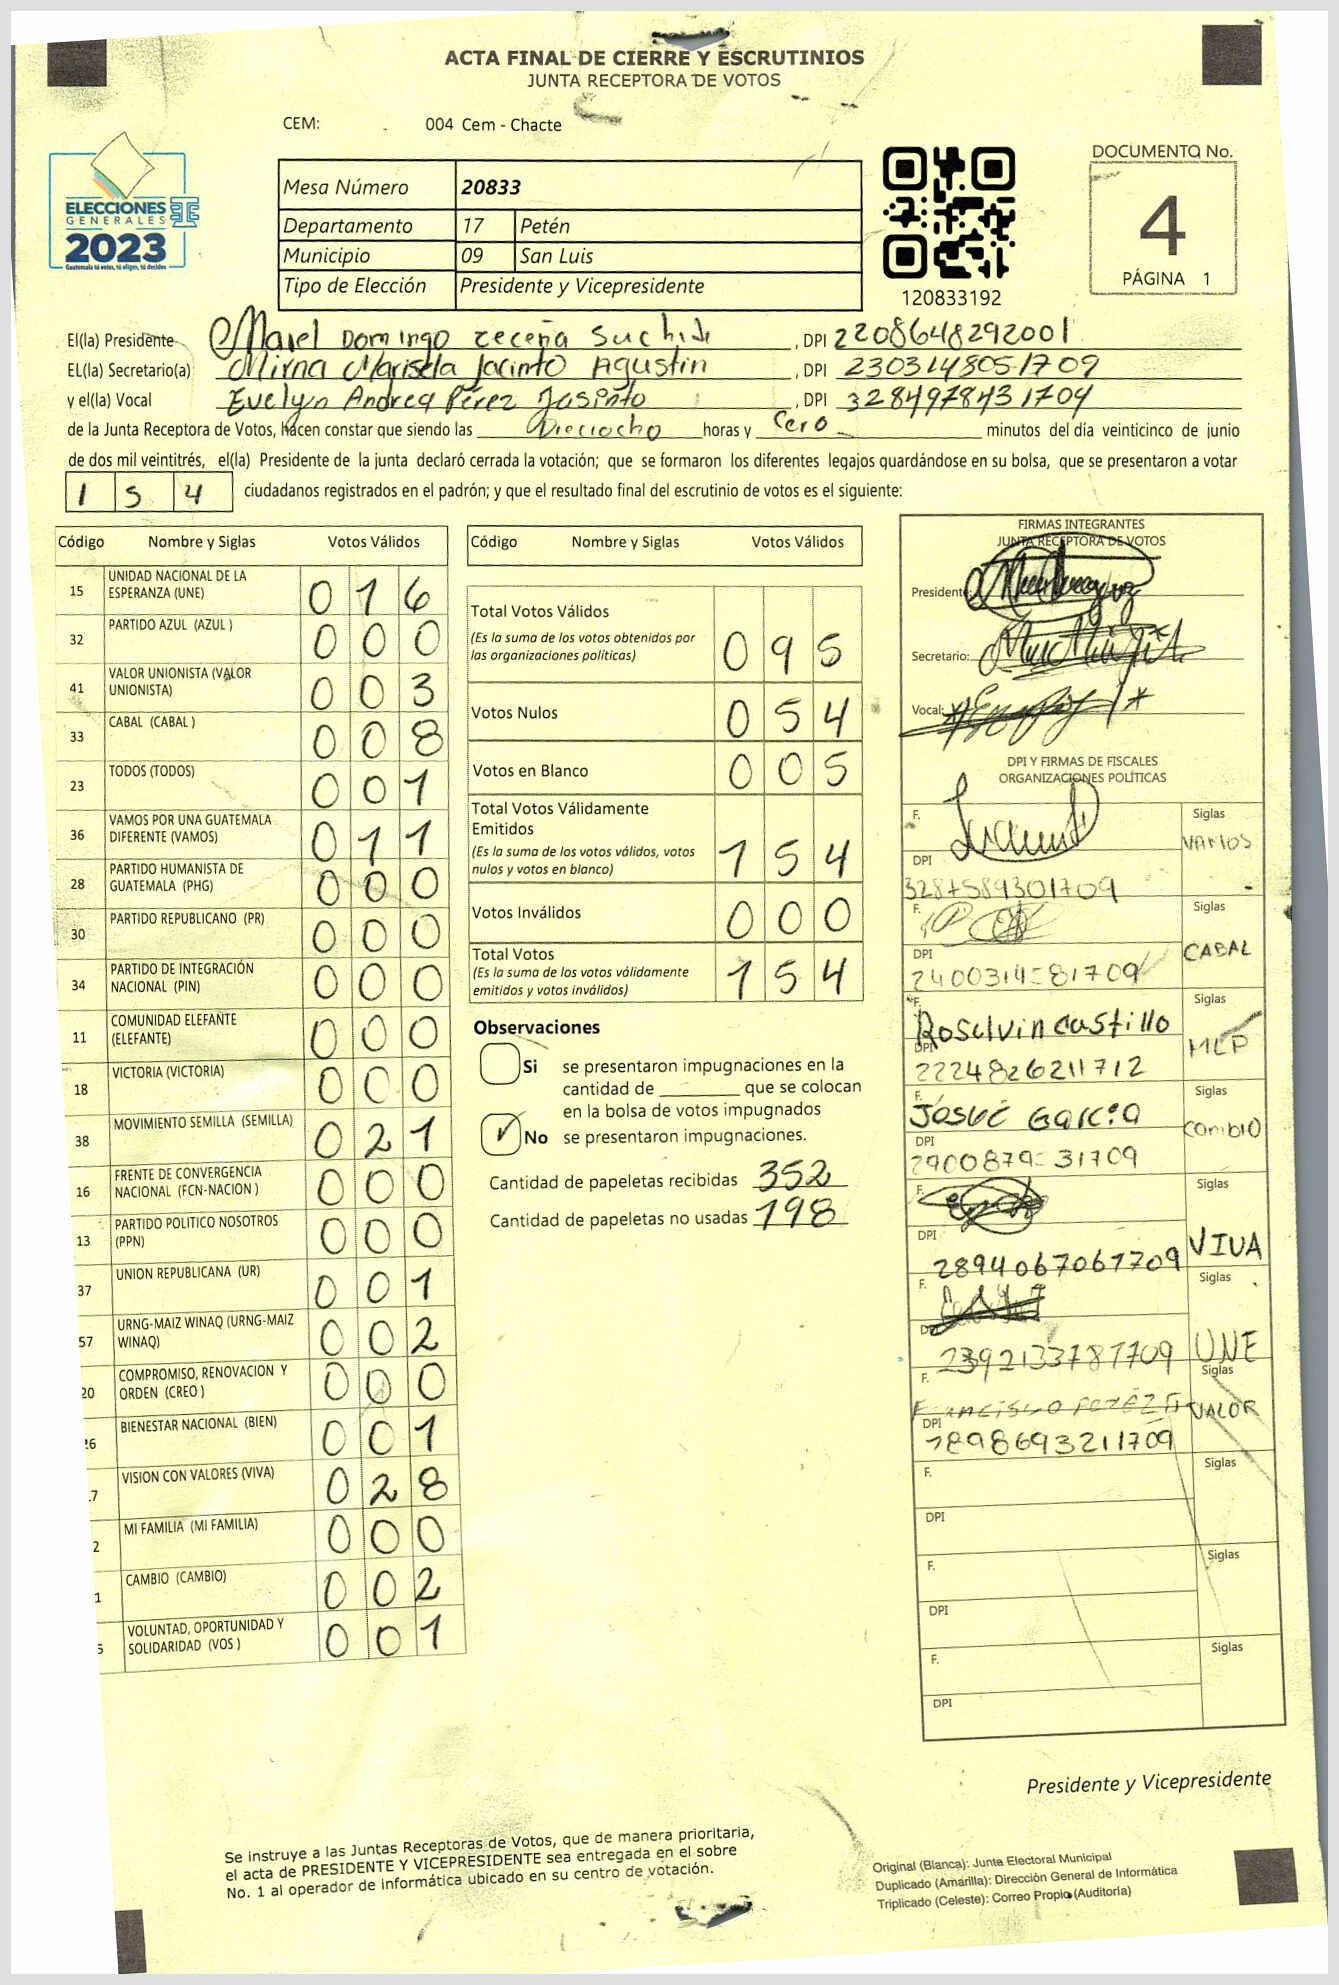 ACTA FINAL DE CIERRE Y ESCRUTINIOS
JUNTA RECEPTORA DE VOTOS
CEM: 004 Cem - Chacte
ELECCIONES
GENERALES
2023
Guatemala tú votes, tú eliges, tú decides
Mesa Número 20833
Departamento 17 Petén
Municipio 09 San Luis
Tipo de Elección Presidente y Vicepresidente
120833192
DOCUMENTO No.
4
PÁGINA 1
El(la) Presidente Domingo zeceña Suchite, DPI 2208648292001
EL(la) Secretario(a) Mirna Marisela Jacinto Agustin, DPI 2303148051709
y el(la) Vocal Evelyn Andrea Pérez Jasinto, DPI 3284978431709
de la Junta Receptora de Votos, hacen constar que siendo las Dieciocho horas y Cero minutos del día veinticinco de junio
de dos mil veintitrés, el(la) Presidente de la junta declaró cerrada la votación; que se formaron los diferentes legajos guardándose en su bolsa, que se presentaron a votar
1 5 4 ciudadanos registrados en el padrón; y que el resultado final del escrutinio de votos es el siguiente:
Código Nombre y Siglas Votos Válidos
15 UNIDAD NACIONAL DE LA ESPERANZA (UNE) 0 1 6
32 PARTIDO AZUL (AZUL ) 0 0 0
41 VALOR UNIONISTA (VALOR UNIONISTA) 0 0 3
33 CABAL (CABAL ) 0 0 8
23 TODOS (TODOS) 0 0 1
36 VAMOS POR UNA GUATEMALA DIFERENTE (VAMOS) 0 1 1
28 PARTIDO HUMANISTA DE GUATEMALA (PHG) 0 0 0
30 PARTIDO REPUBLICANO (PR) 0 0 0
34 PARTIDO DE INTEGRACIÓN NACIONAL (PIN) 0 0 0
11 COMUNIDAD ELEFANTE (ELEFANTE) 0 0 0
18 VICTORIA (VICTORIA) 0 0 0
38 MOVIMIENTO SEMILLA (SEMILLA) 0 2 1
16 FRENTE DE CONVERGENCIA NACIONAL (FCN-NACION ) 0 0 0
13 PARTIDO POLITICO NOSOTROS (PPN) 0 0 0
37 UNION REPUBLICANA (UR) 0 0 1
57 URNG-MAIZ WINAQ (URNG-MAIZ WINAQ) 0 0 2
20 COMPROMISO, RENOVACION Y ORDEN (CREO ) 0 0 0
26 BIENESTAR NACIONAL (BIEN) 0 0 1
7 VISION CON VALORES (VIVA) 0 2 8
2 MI FAMILIA (MI FAMILIA) 0 0 0
1 CAMBIO (CAMBIO) 0 0 2
5 VOLUNTAD, OPORTUNIDAD Y SOLIDARIDAD (VOS ) 0 0 1
Código Nombre y Siglas Votos Válidos
Total Votos Válidos
(Es la suma de los votos obtenidos por las organizaciones políticas) 0 9 5
Votos Nulos 0 5 4
Votos en Blanco 0 0 5
Total Votos Válidamente Emitidos
(Es la suma de los votos válidos, votos nulos y votos en blanco) 1 5 4
Votos Inválidos 0 0 0
Total Votos
(Es la suma de los votos válidamente emitidos y votos inválidos) 1 5 4
Observaciones
Si se presentaron impugnaciones en la
cantidad de ________ que se colocan
en la bolsa de votos impugnados
No se presentaron impugnaciones.
Cantidad de papeletas recibidas 352
Cantidad de papeletas no usadas 198
FIRMAS INTEGRANTES
JUNTA RECEPTORA DE VOTOS
Presidente:
Secretario:
Vocal:
DPI Y FIRMAS DE FISCALES
ORGANIZACIONES POLÍTICAS
F. Siglas
VAMOS
DPI
3287589301709
F. Siglas
CABAL
DPI
F. Siglas
Roselvin castillo
MLP
DPI
2224826211712
F. Siglas
JOSUÉ GARCIA
CAMBIO
DPI
F. Siglas
DPI
2894067061709 VIVA
F. Siglas
DPI
2392133781709 UNE
F. Siglas
FRANCISCO PEREZ
VALOR
DPI
1898693211709
F. Siglas
DPI
F. Siglas
DPI
F. Siglas
DPI
Presidente y Vicepresidente
Se instruye a las Juntas Receptoras de Votos, que de manera prioritaria,
el acta de PRESIDENTE Y VICEPRESIDENTE sea entregada en el sobre
No. 1 al operador de informática ubicado en su centro de votación.
Original (Blanca): Junta Electoral Municipal
Duplicado (Amarilla): Dirección General de Informática
Triplicado (Celeste): Correo Propio (Auditoría)